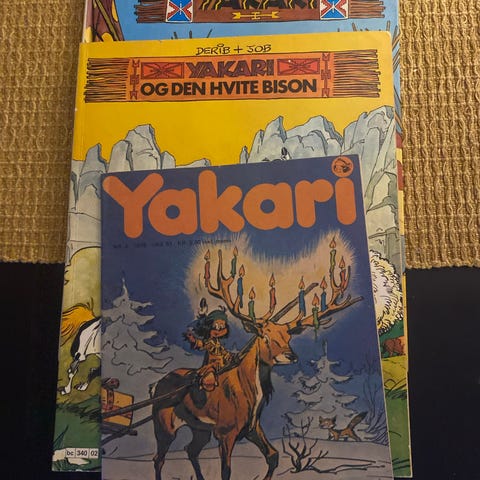 DERIB + JOB
YAKARI
OG DEN HVITE BISON
Yakari
bc 340 02